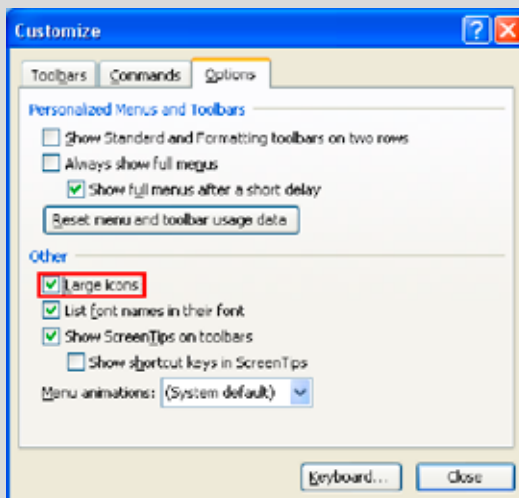 Customize
Toolbars Commands Options
Personalized Menus and Toolbars
Show Standard and Formatting toolbars on two rows
Always show full menus
Show full menus after a short delay
Reset menu and toolbar usage data
Other
Large icons
List font names in their font
Show ScreenTips on toolbars
Show shortcut keys in ScreenTips
Menu animations: (System default)
Keyboard... Close